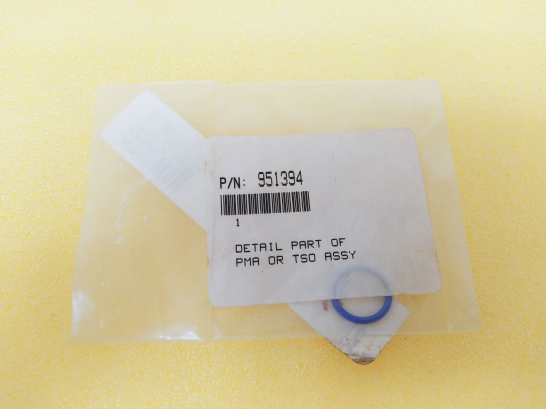 P/N: 951394
1
DETAIL PART OF
PMA OR TSO ASSY